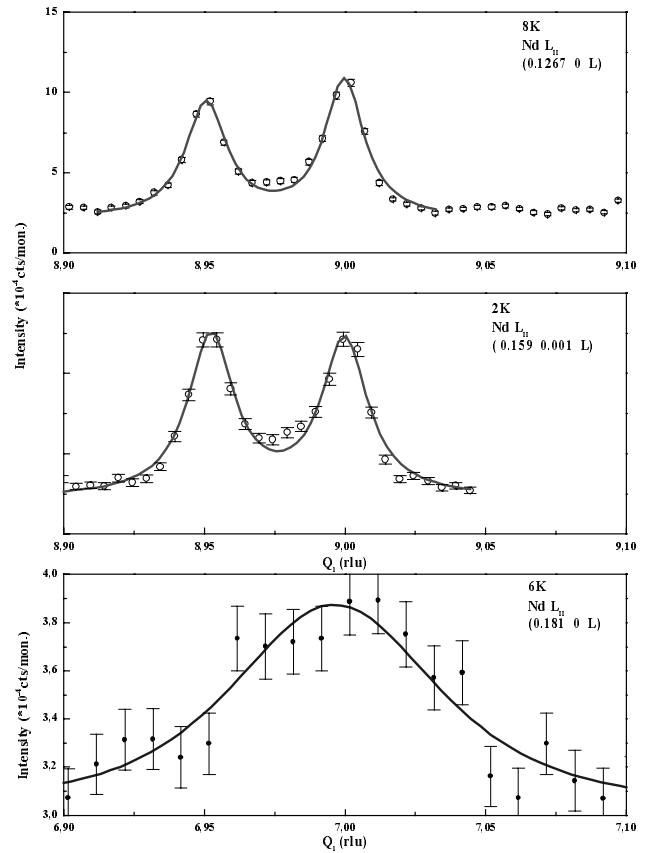 15
8K
Nd L_II
(0.1267 0 L)
10
5
0
8,90 8,95 9,00 9,05 9,10
Intensity (*10^-4 cts/mon.)
2K
Nd L_II
( 0.159 0.001 L)
8,90 8,95 9,00 9,05 9,10
Q_l (rlu)
4,0
6K
Nd L_II
(0.181 0 L)
3,8
3,6
3,4
3,2
3,0
Intensity (*10^-4 cts/mon.)
6,90 6,95 7,00 7,05 7,10
Q_l (rlu)